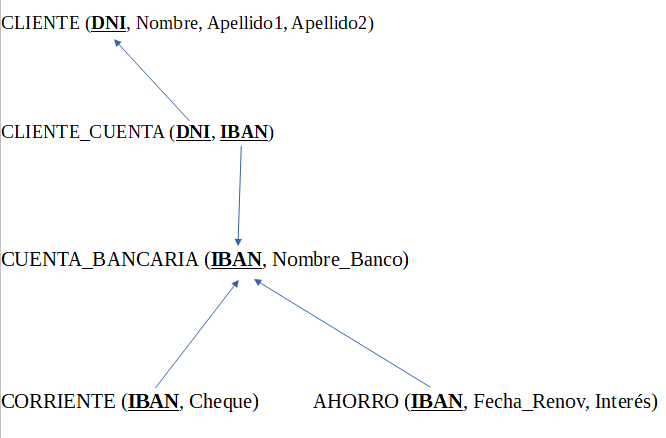 CLIENTE (DNI, Nombre, Apellido1, Apellido2)
CLIENTE_CUENTA (DNI, IBAN)
CUENTA_BANCARIA (IBAN, Nombre_Banco)
CORRIENTE (IBAN, Cheque) AHORRO (IBAN, Fecha_Renov, Interés)